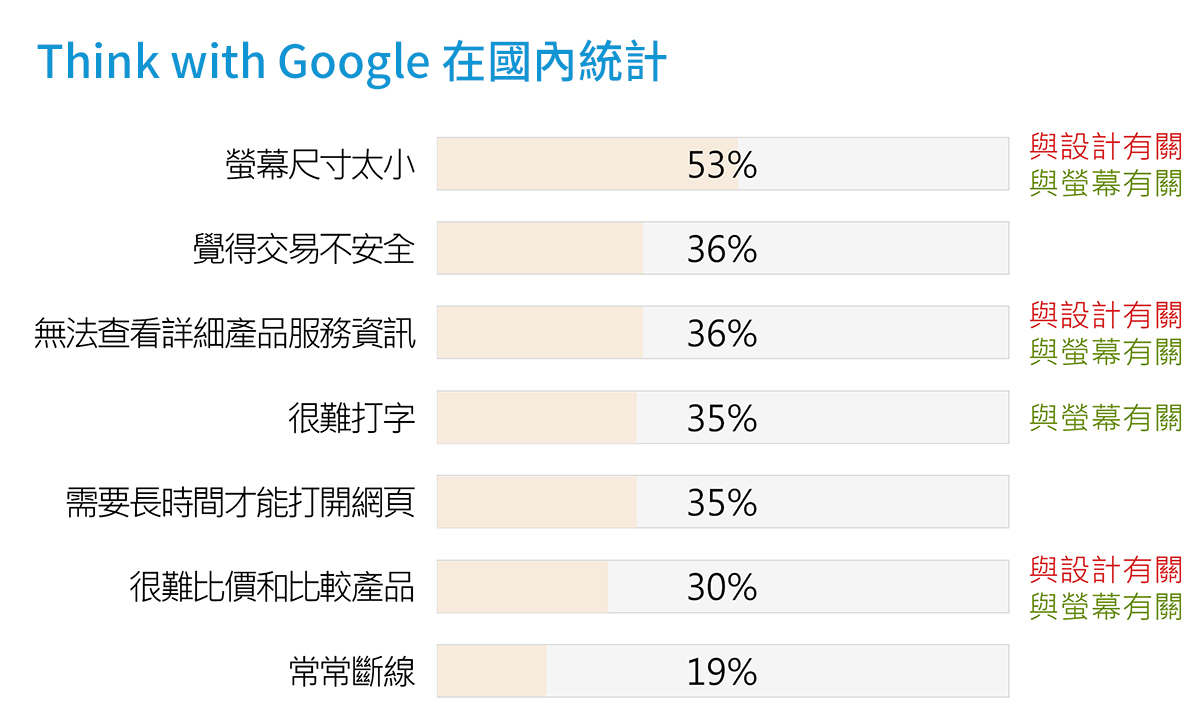 Think with Google 在國內統計
螢幕尺寸太小 53% 與設計有關
與螢幕有關
覺得交易不安全 36%
無法查看詳細產品服務資訊 36% 與設計有關
與螢幕有關
很難打字 35% 與螢幕有關
需要長時間才能打開網頁 35%
很難比價和比較產品 30% 與設計有關
與螢幕有關
常常斷線 19%